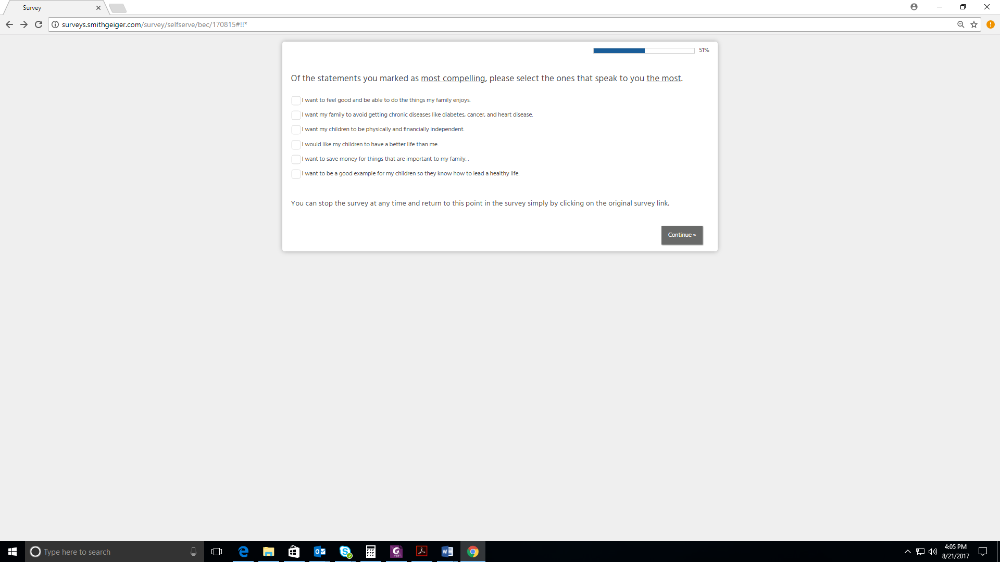 Survey
surveys.smithgeiger.com/survey/selfserve/bec/170815#!!*
51%
Of the statements you marked as most compelling, please select the ones that speak to you the most.
I want to feel good and be able to do the things my family enjoys.
I want my family to avoid getting chronic diseases like diabetes, cancer, and heart disease.
I want my children to be physically and financially independent.
I would like my children to have a better life than me.
I want to save money for things that are important to my family. .
I want to be a good example for my children so they know how to lead a healthy life.
You can stop the survey at any time and return to this point in the survey simply by clicking on the original survey link.
Continue »
Type here to search
4:05 PM
8/21/2017